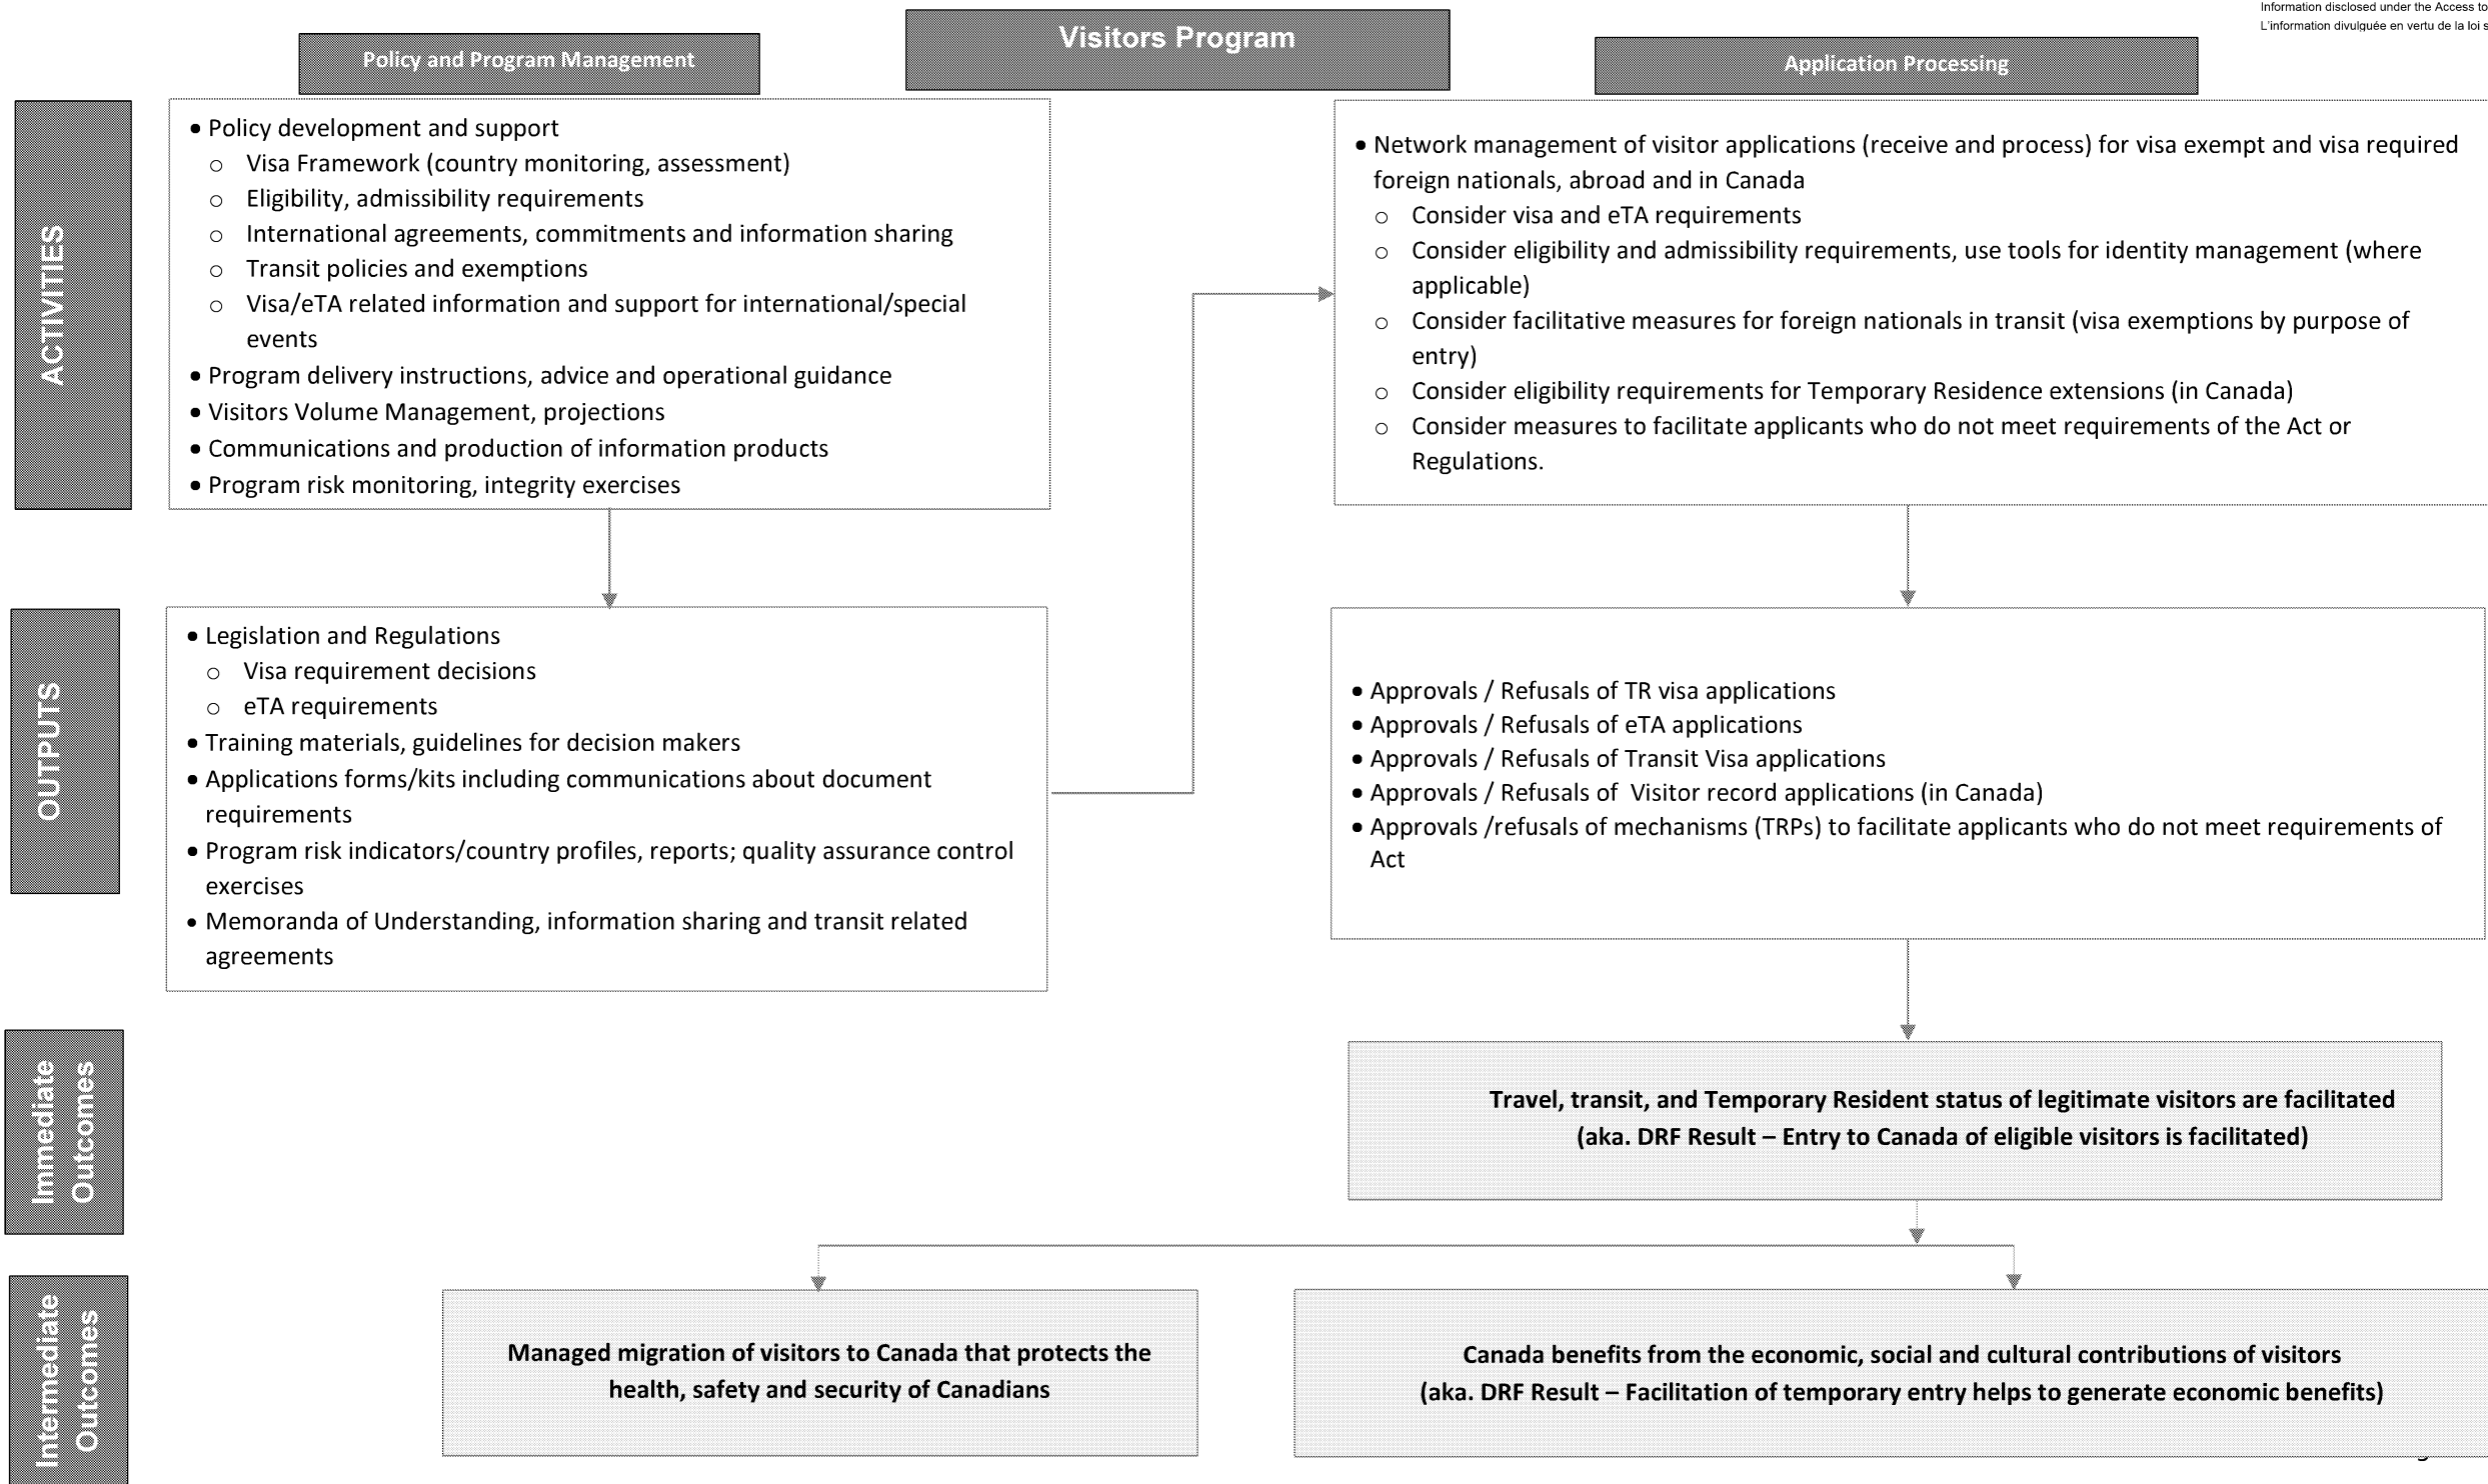 Information disclosed under the Access to
L'information divulguée en vertu de la loi s
Visitors Program
Policy and Program Management
Application Processing
ACTIVITIES
• Policy development and support
o Visa Framework (country monitoring, assessment)
o Eligibility, admissibility requirements
o International agreements, commitments and information sharing
o Transit policies and exemptions
o Visa/eTA related information and support for international/special
events
• Program delivery instructions, advice and operational guidance
• Visitors Volume Management, projections
• Communications and production of information products
• Program risk monitoring, integrity exercises
• Network management of visitor applications (receive and process) for visa exempt and visa required
foreign nationals, abroad and in Canada
o Consider visa and eTA requirements
o Consider eligibility and admissibility requirements, use tools for identity management (where
applicable)
o Consider facilitative measures for foreign nationals in transit (visa exemptions by purpose of
entry)
o Consider eligibility requirements for Temporary Residence extensions (in Canada)
o Consider measures to facilitate applicants who do not meet requirements of the Act or
Regulations.
OUTPUTS
• Legislation and Regulations
o Visa requirement decisions
o eTA requirements
• Training materials, guidelines for decision makers
• Applications forms/kits including communications about document
requirements
• Program risk indicators/country profiles, reports; quality assurance control
exercises
• Memoranda of Understanding, information sharing and transit related
agreements
• Approvals / Refusals of TR visa applications
• Approvals / Refusals of eTA applications
• Approvals / Refusals of Transit Visa applications
• Approvals / Refusals of Visitor record applications (in Canada)
• Approvals /refusals of mechanisms (TRPs) to facilitate applicants who do not meet requirements of
Act
Immediate
Outcomes
Travel, transit, and Temporary Resident status of legitimate visitors are facilitated
(aka. DRF Result – Entry to Canada of eligible visitors is facilitated)
Intermediate
Outcomes
Managed migration of visitors to Canada that protects the
health, safety and security of Canadians
Canada benefits from the economic, social and cultural contributions of visitors
(aka. DRF Result – Facilitation of temporary entry helps to generate economic benefits)